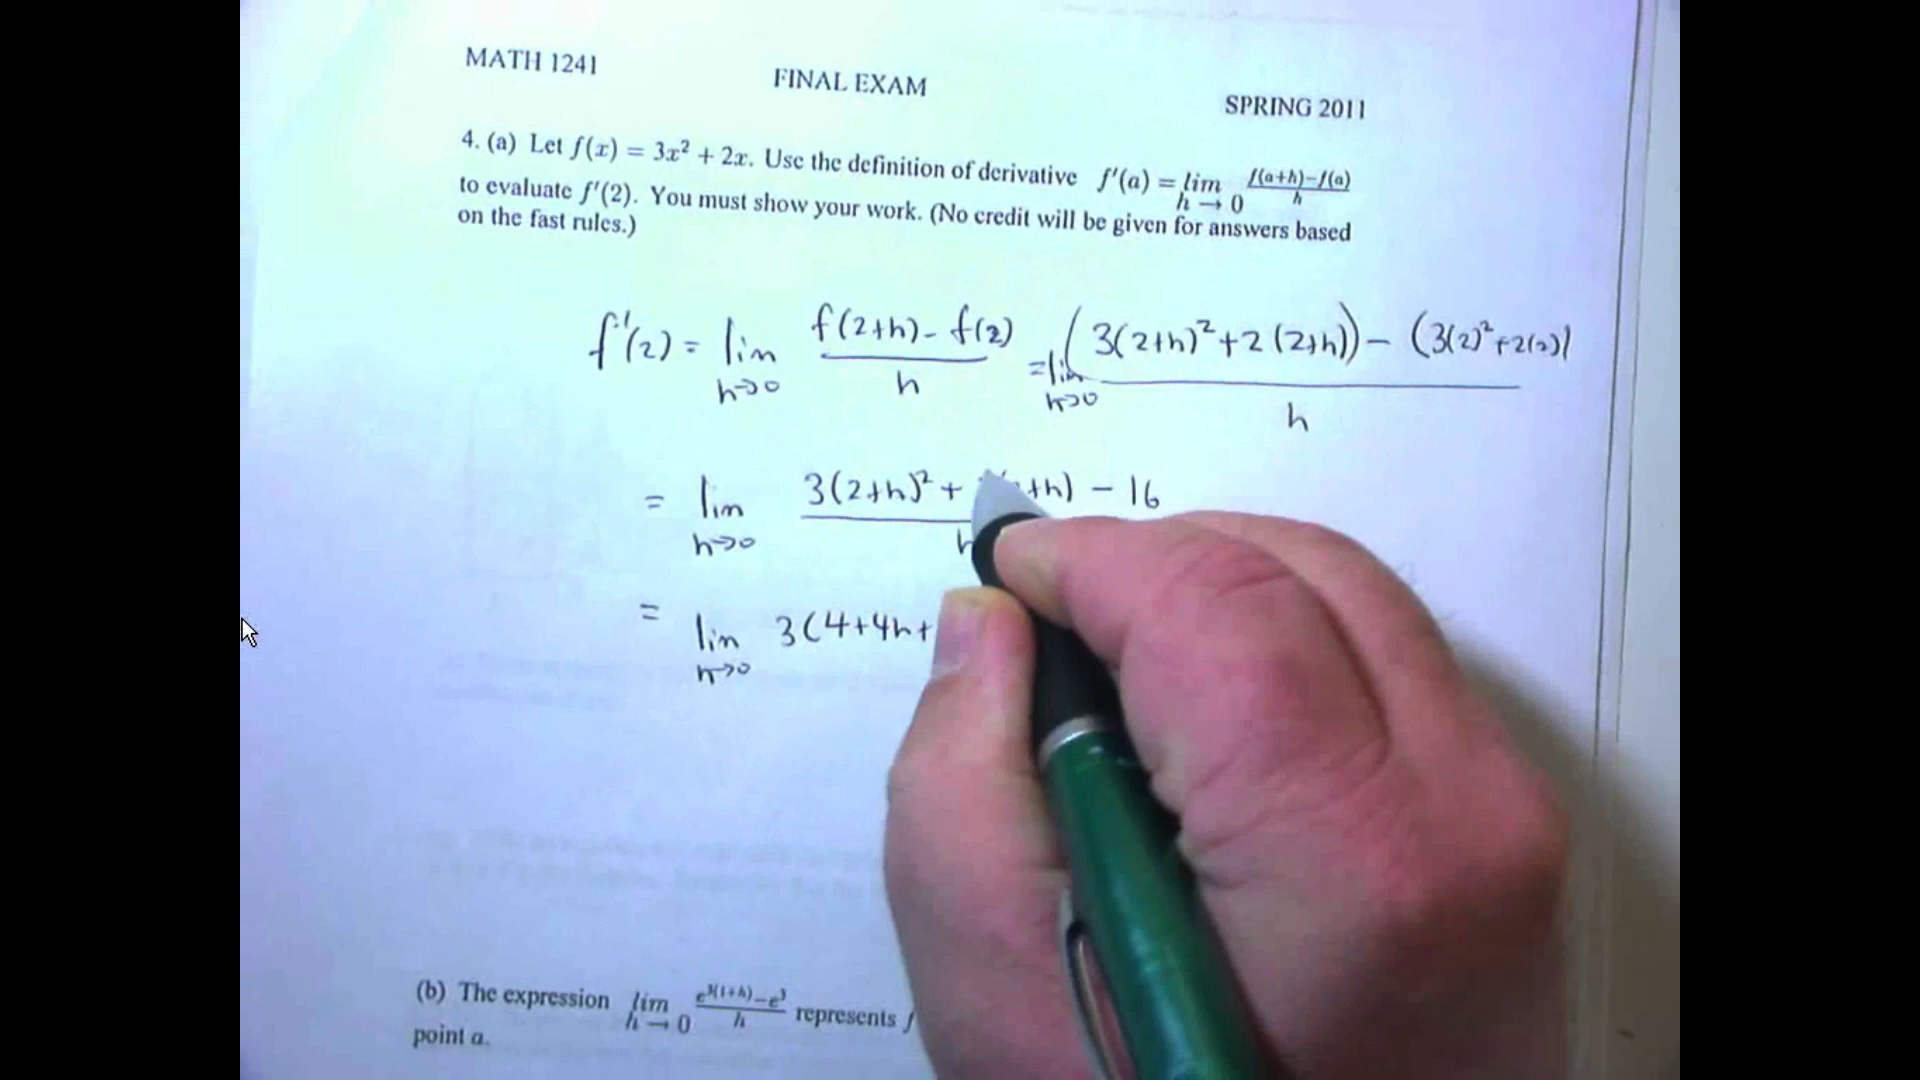 MATH 1241
FINAL EXAM
SPRING 2011
4. (a) Let f(x) = 3x² + 2x. Use the definition of derivative f'(a) = lim h → 0 f(a+h)−f(a) / h
to evaluate f'(2). You must show your work. (No credit will be given for answers based
on the fast rules.)
f'(2) = lim h→0 f(2+h) - f(2) / h = lim h→0 (3(2+h)² + 2(2+h)) - (3(2)² + 2(2)) / h
= lim h→0 3(2+h)² + +h) - 16 / h
= lim h→0 3(4+4h+
(b) The expression lim h → 0 e^3(1+h) − e^3 / h represents f
point a.